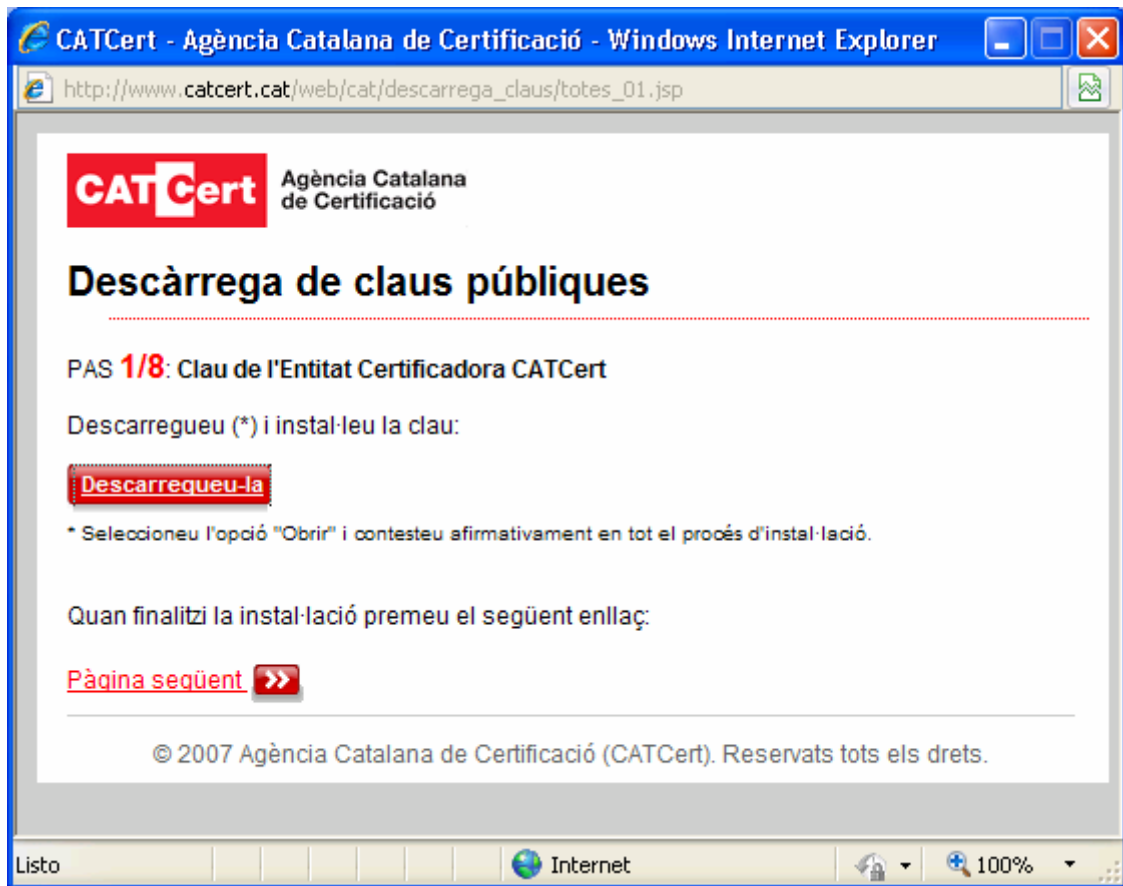 CATCert - Agència Catalana de Certificació - Windows Internet Explorer
http://www.catcert.cat/web/cat/descarrega_claus/totes_01.jsp
CATCert
Agència Catalana
de Certificació
Descàrrega de claus públiques
PAS 1/8: Clau de l'Entitat Certificadora CATCert
Descarregueu (*) i instal·leu la clau:
Descarregueu-la
* Seleccioneu l'opció "Obrir" i contesteu afirmativament en tot el procés d'instal·lació.
Quan finalitzi la instal·lació premeu el següent enllaç:
Pàgina següent >>
© 2007 Agència Catalana de Certificació (CATCert). Reservats tots els drets.
Listo Internet 100%